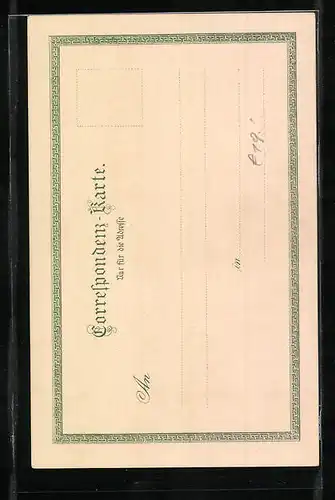 Correspondenz-Karte.
Nur für die Adresse
An
in